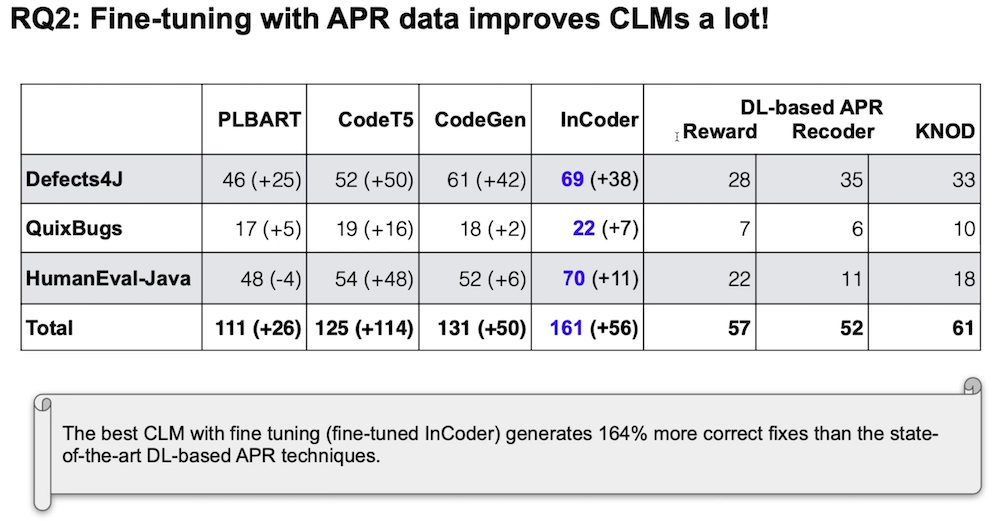 RQ2: Fine-tuning with APR data improves CLMs a lot!
DL-based APR
PLBART CodeT5 CodeGen InCoder Reward Recoder KNOD
Defects4J 46 (+25) 52 (+50) 61 (+42) 69 (+38) 28 35 33
QuixBugs 17 (+5) 19 (+16) 18 (+2) 22 (+7) 7 6 10
HumanEval-Java 48 (-4) 54 (+48) 52 (+6) 70 (+11) 22 11 18
Total 111 (+26) 125 (+114) 131 (+50) 161 (+56) 57 52 61
The best CLM with fine tuning (fine-tuned InCoder) generates 164% more correct fixes than the state-
of-the-art DL-based APR techniques.